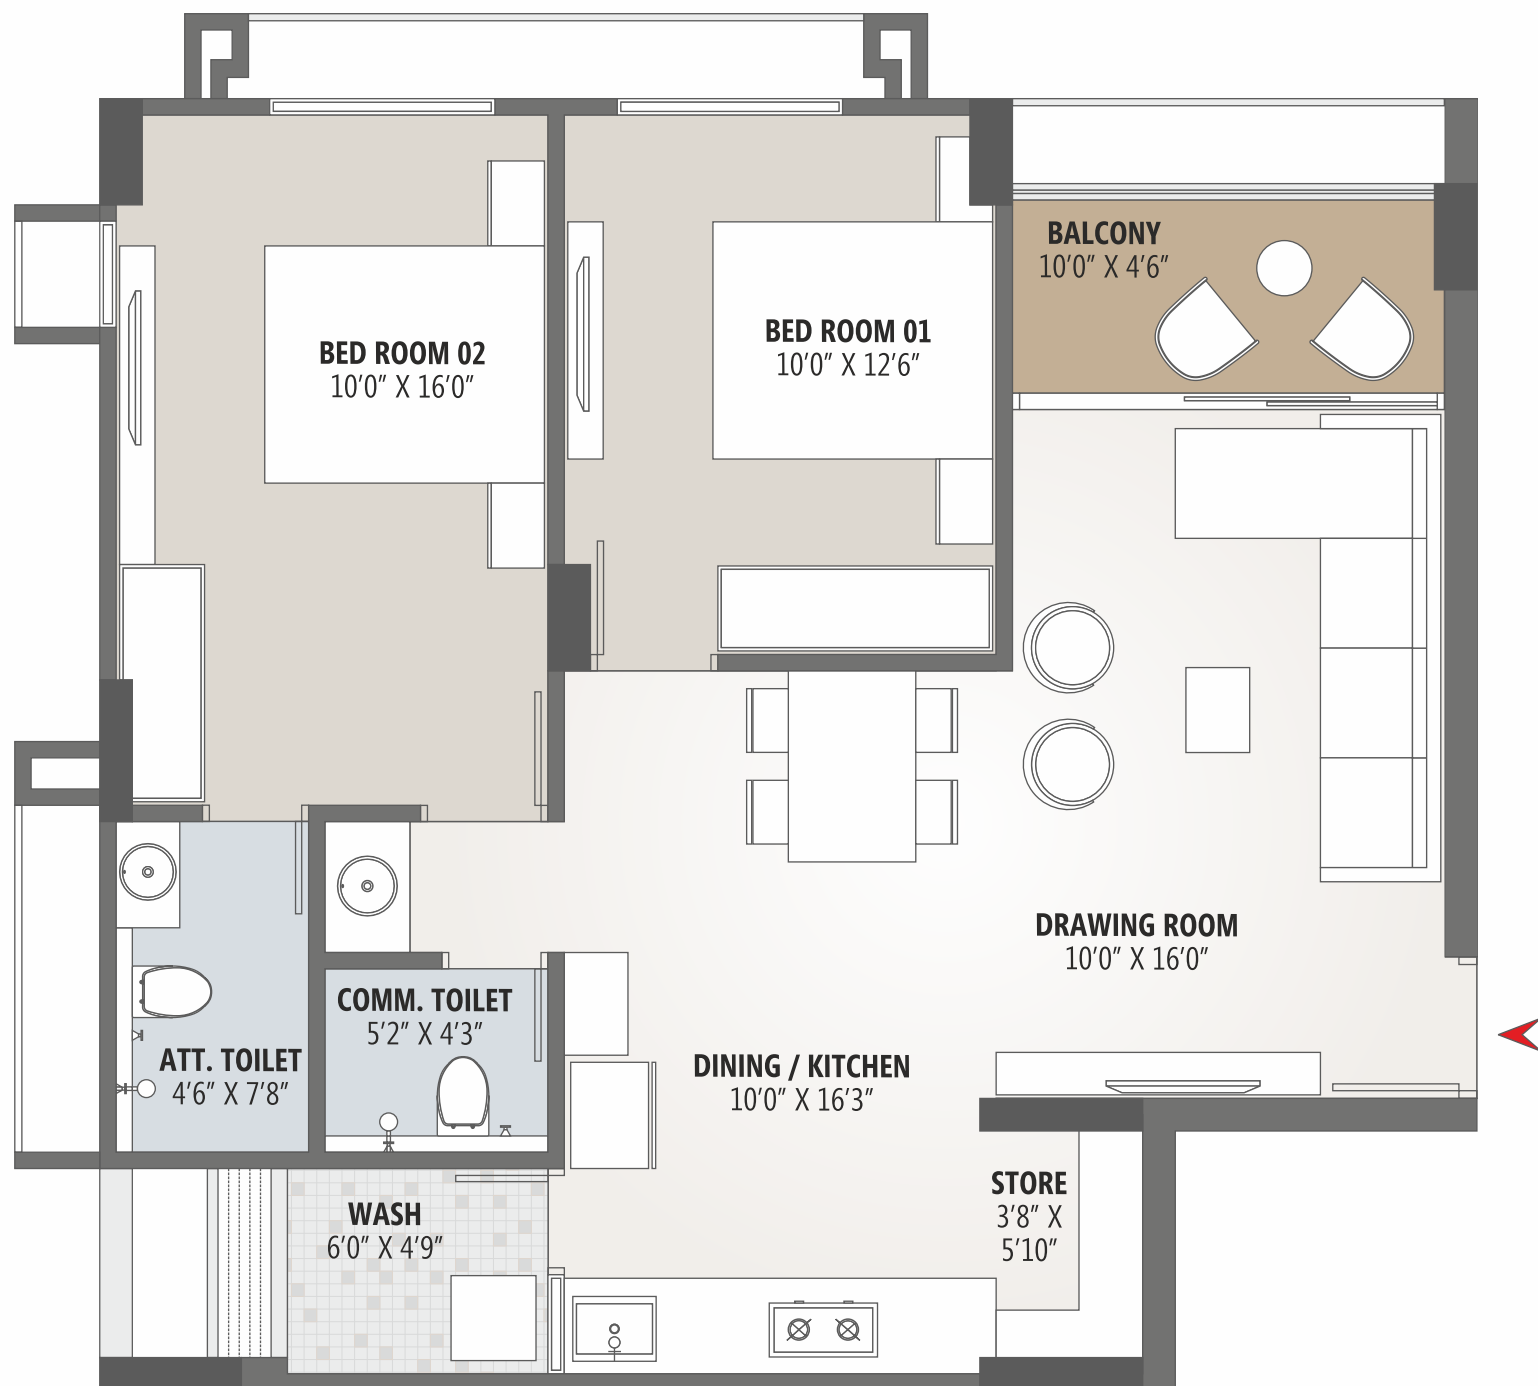 BALCONY
10'0" X 4'6"
BED ROOM 02
10'0" X 16'0"
BED ROOM 01
10'0" X 12'6"
DRAWING ROOM
10'0" X 16'0"
COMM. TOILET
5'2" X 4'3"
ATT. TOILET
4'6" X 7'8"
DINING / KITCHEN
10'0" X 16'3"
STORE
3'8" X
5'10"
WASH
6'0" X 4'9"